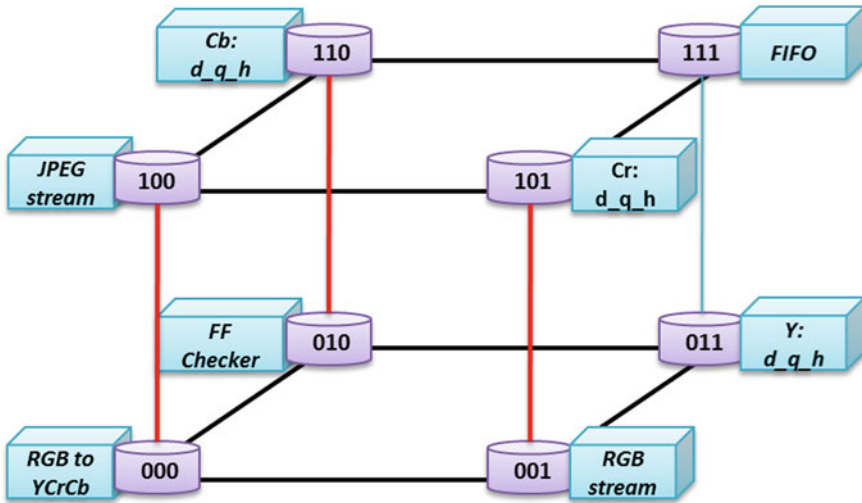 Cb:
d_q_h
110
111
FIFO
JPEG
stream
100
101
Cr:
d_q_h
FF
Checker
010
011
Y:
d_q_h
RGB to
YCrCb
000
001
RGB
stream